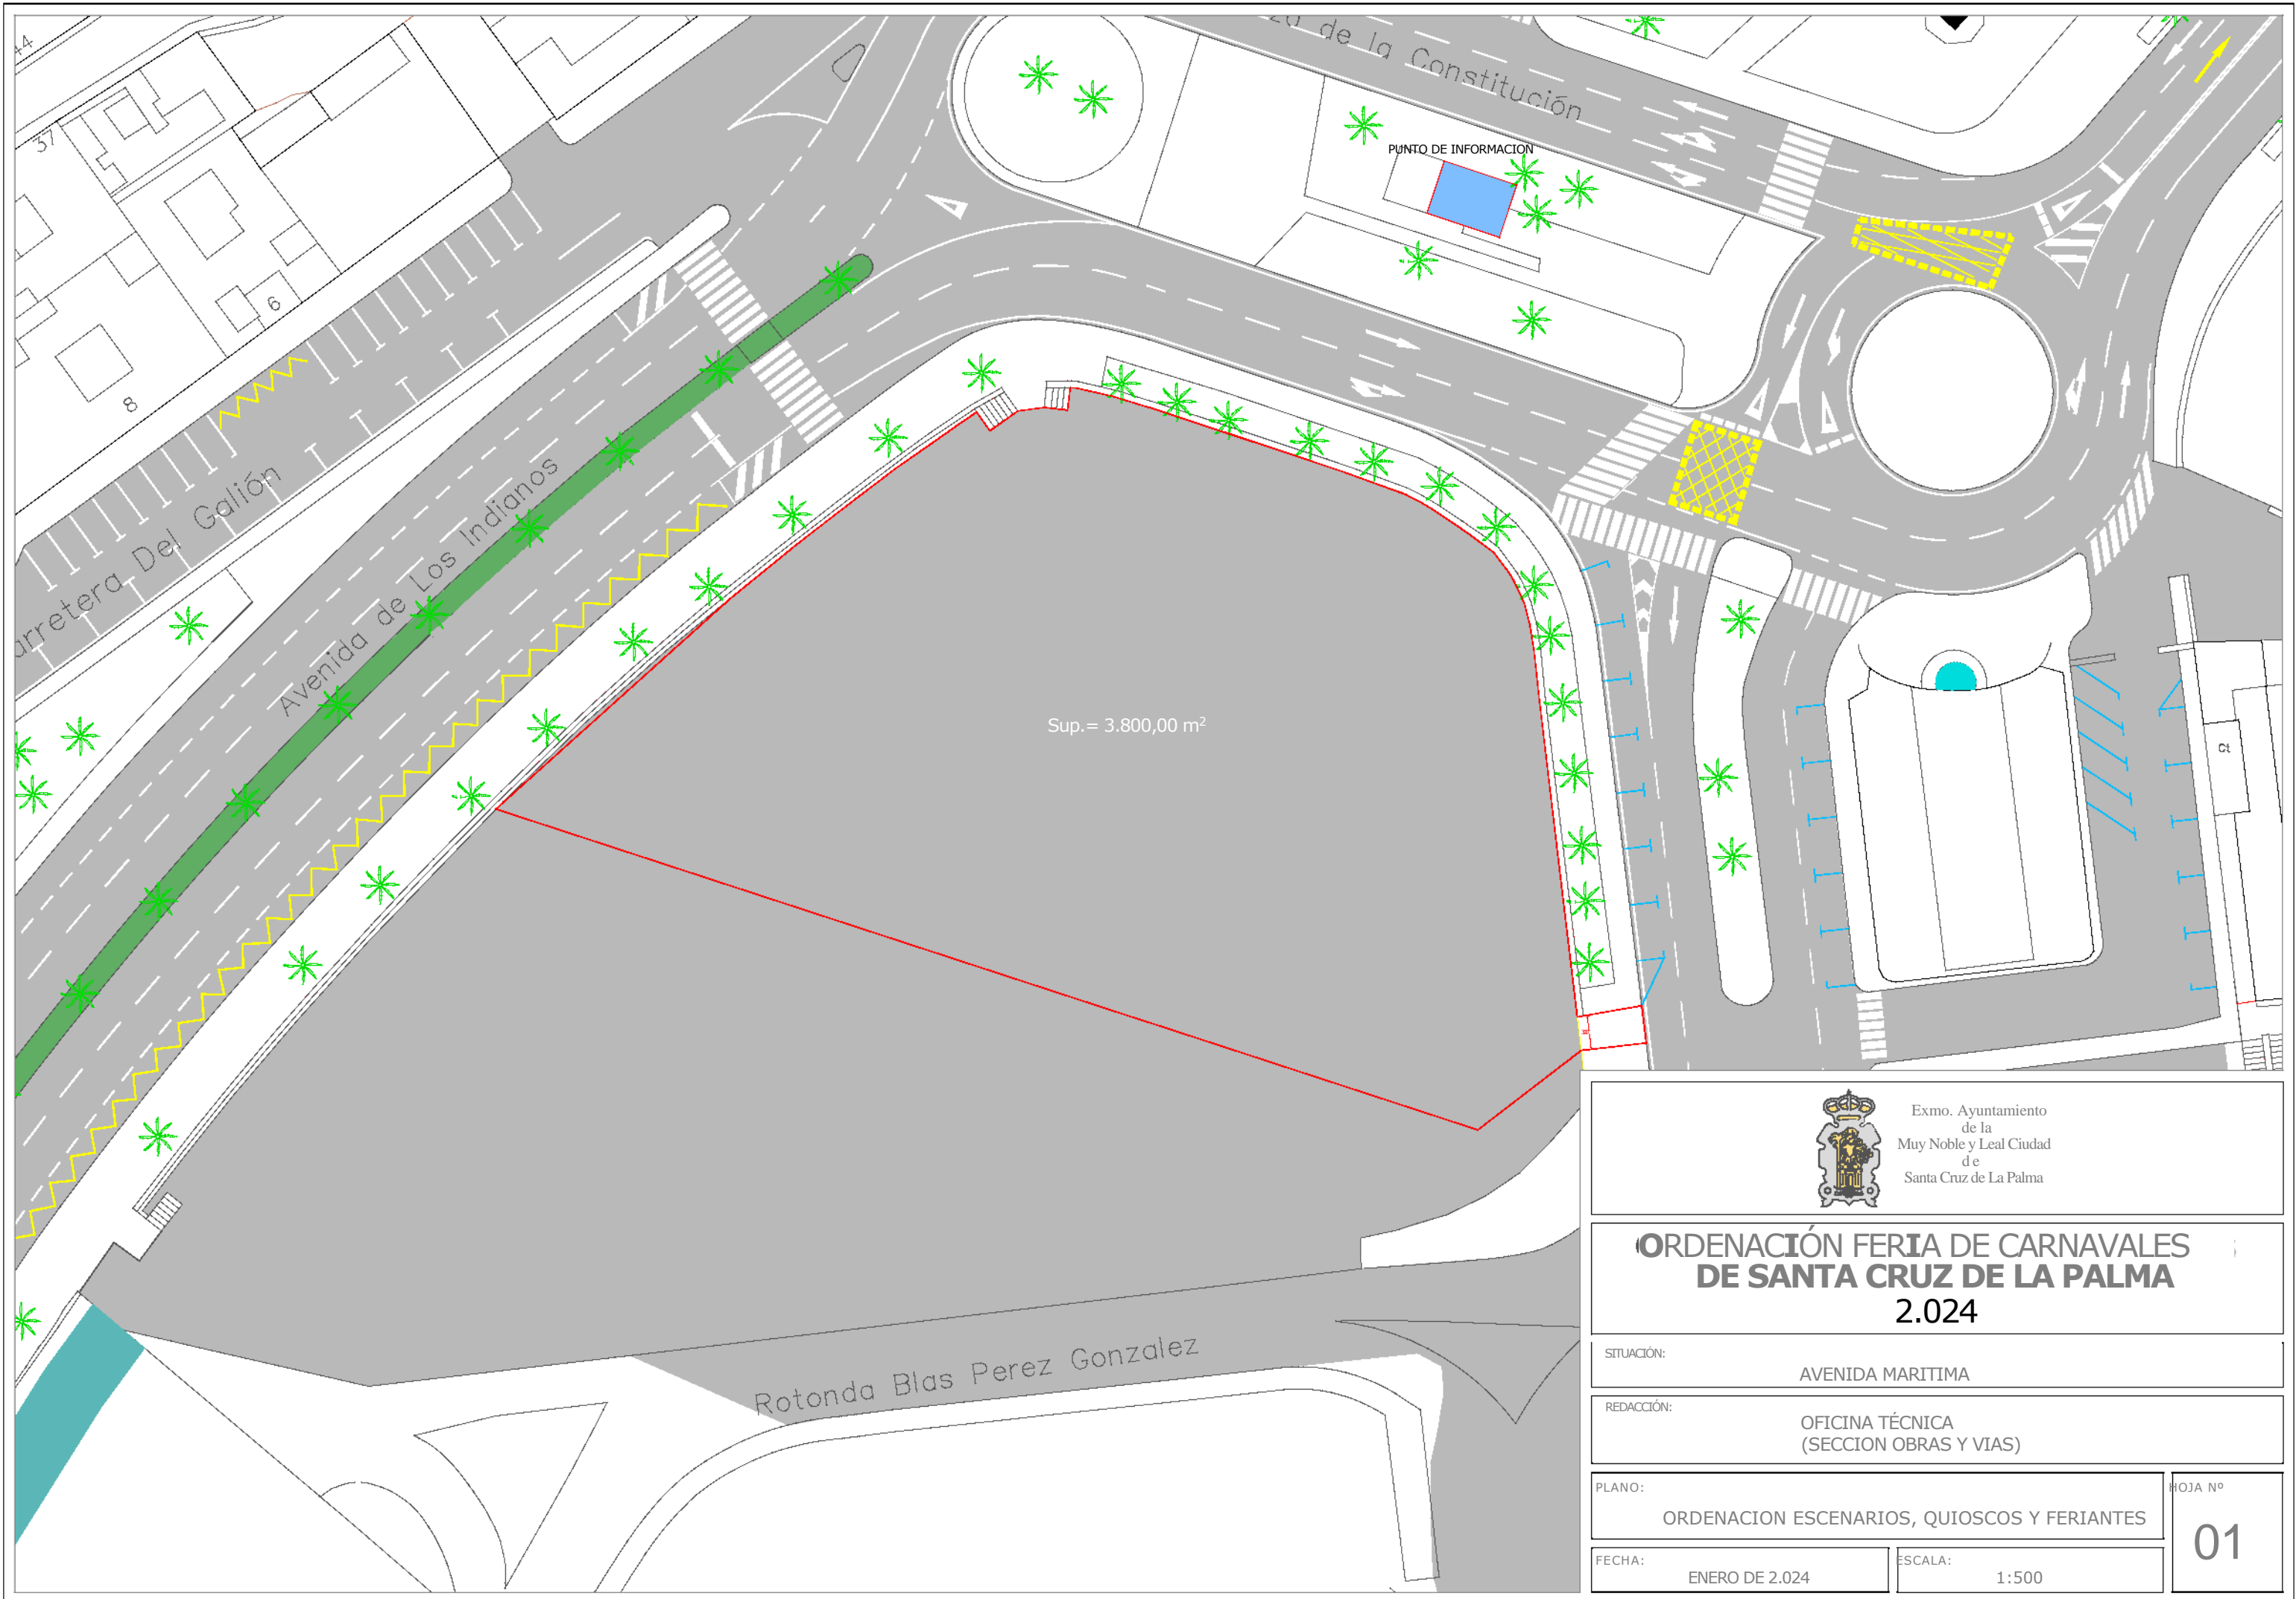 44
37
6
8
za de la Constitución
PUNTO DE INFORMACION
arretera Del Galión
Avenida de Los Indianos
Sup.= 3.800,00 m²
Rotonda Blas Perez Gonzalez
Exmo. Ayuntamiento
de la
Muy Noble y Leal Ciudad
de
Santa Cruz de La Palma
ORDENACIÓN FERIA DE CARNAVALES
DE SANTA CRUZ DE LA PALMA
2.024
SITUACIÓN:
AVENIDA MARITIMA
REDACCIÓN:
OFICINA TÉCNICA
(SECCION OBRAS Y VIAS)
PLANO:
ORDENACION ESCENARIOS, QUIOSCOS Y FERIANTES
HOJA Nº
01
FECHA:
ENERO DE 2.024
ESCALA:
1:500